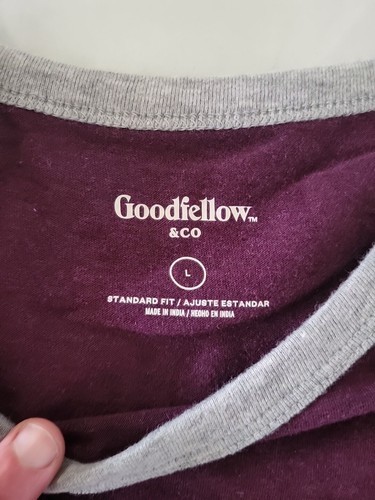 Goodfellow™
&CO
L
STANDARD FIT / AJUSTE ESTANDAR
MADE IN INDIA / HECHO EN INDIA